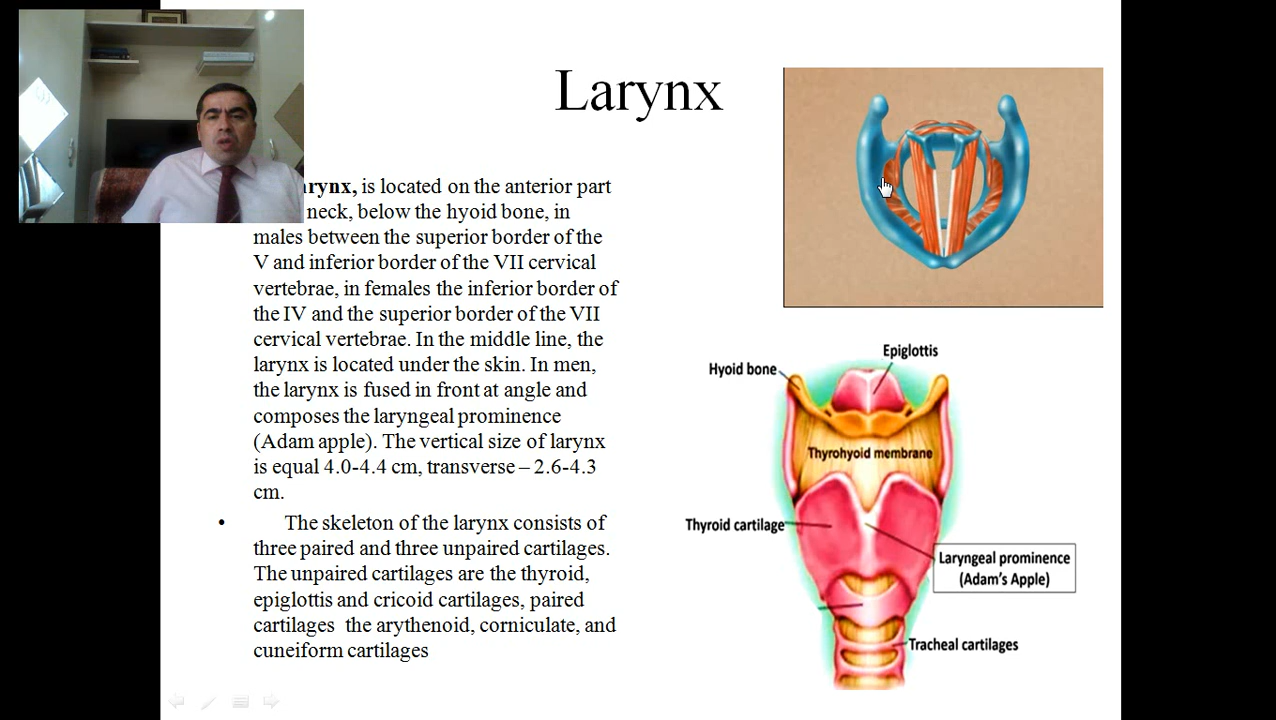 Larynx
arynx, is located on the anterior part
neck, below the hyoid bone, in
males between the superior border of the
V and inferior border of the VII cervical
vertebrae, in females the inferior border of
the IV and the superior border of the VII
cervical vertebrae. In the middle line, the
larynx is located under the skin. In men,
the larynx is fused in front at angle and
composes the laryngeal prominence
(Adam apple). The vertical size of larynx
is equal 4.0-4.4 cm, transverse – 2.6-4.3
cm.
• The skeleton of the larynx consists of
three paired and three unpaired cartilages.
The unpaired cartilages are the thyroid,
epiglottis and cricoid cartilages, paired
cartilages the arythenoid, corniculate, and
cuneiform cartilages
Epiglottis
Hyoid bone
Thyrohyoid membrane
Thyroid cartilage
Laryngeal prominence
(Adam's Apple)
Tracheal cartilages